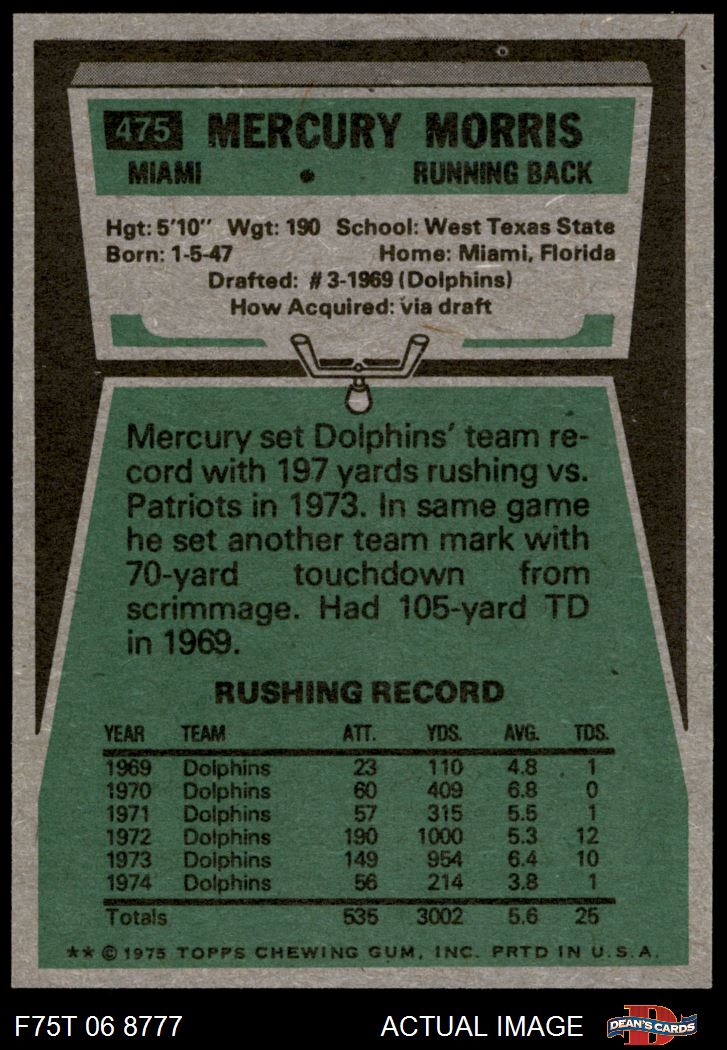 475 MERCURY MORRIS
MIAMI • RUNNING BACK
Hgt: 5'10" Wgt: 190 School: West Texas State
Born: 1-5-47 Home: Miami, Florida
Drafted: #3-1969 (Dolphins)
How Acquired: via draft
Mercury set Dolphins' team re-
cord with 197 yards rushing vs.
Patriots in 1973. In same game
he set another team mark with
70-yard touchdown from
scrimmage. Had 105-yard TD
in 1969.
RUSHING RECORD
YEAR TEAM ATT. YDS. AVG. TDS.
1969 Dolphins 23 110 4.8 1
1970 Dolphins 60 409 6.8 0
1971 Dolphins 57 315 5.5 1
1972 Dolphins 190 1000 5.3 12
1973 Dolphins 149 954 6.4 10
1974 Dolphins 56 214 3.8 1
Totals 535 3002 5.6 25
** © 1975 TOPPS CHEWING GUM, INC. PRTD IN U.S.A.
F75T 06 8777 ACTUAL IMAGE D DEAN'S CARDS